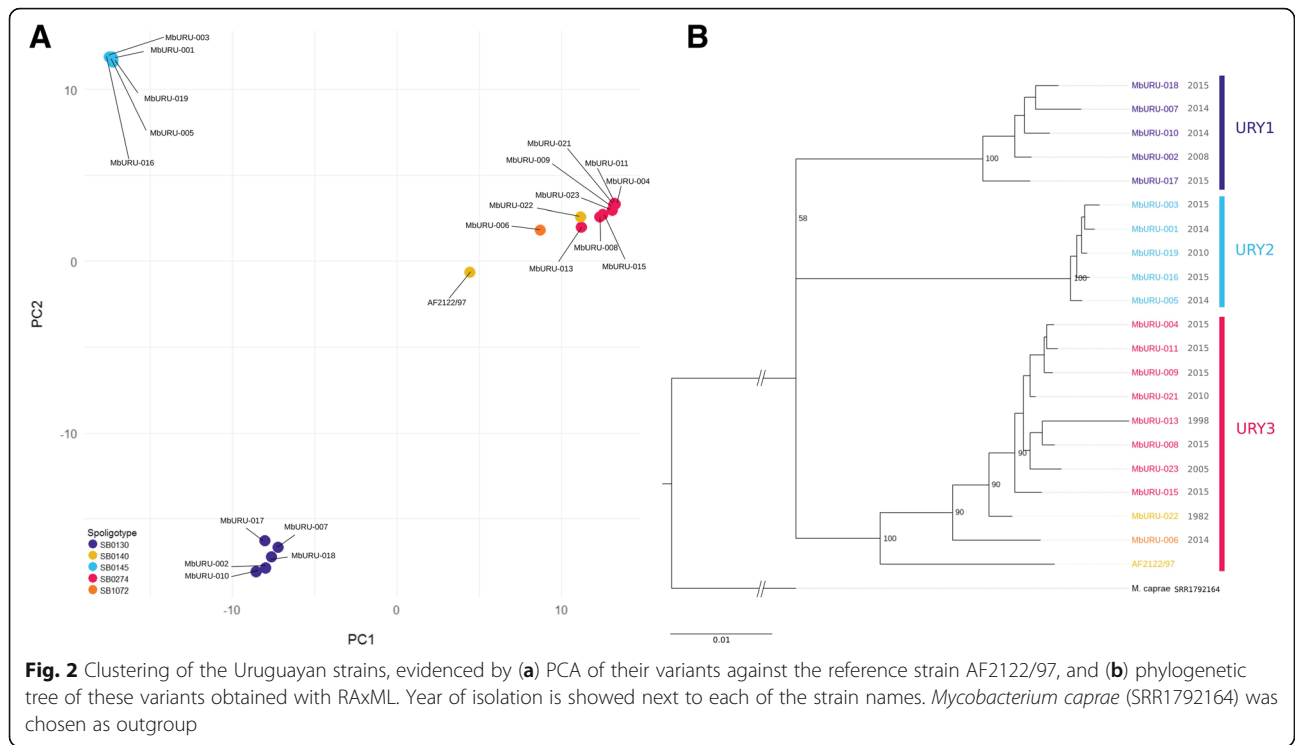 A
B
MbURU-003
MbURU-001
MbURU-019
MbURU-005
MbURU-016
MbURU-021
MbURU-009
MbURU-011
MbURU-004
MbURU-023
MbURU-022
MbURU-006
MbURU-008
MbURU-013
MbURU-015
AF2122/97
MbURU-017
MbURU-007
MbURU-018
MbURU-002
MbURU-010
10
0
-10
PC2
-10
0
10
PC1
Spoligotype
SB0130
SB0140
SB0145
SB0274
SB1072
MbURU-018 2015
MbURU-007 2014
MbURU-010 2014
MbURU-002 2008
MbURU-017 2015
URY1
100
58
MbURU-003 2015
MbURU-001 2014
MbURU-019 2010
MbURU-016 2015
MbURU-005 2014
URY2
100
MbURU-004 2015
MbURU-011 2015
MbURU-009 2015
MbURU-021 2010
MbURU-013 1998
MbURU-008 2015
MbURU-023 2005
MbURU-015 2015
MbURU-022 1982
MbURU-006 2014
AF2122/97
URY3
90
90
90
100
M. caprae SRR1792164
0.01
Fig. 2 Clustering of the Uruguayan strains, evidenced by (a) PCA of their variants against the reference strain AF2122/97, and (b) phylogenetic
tree of these variants obtained with RAxML. Year of isolation is showed next to each of the strain names. Mycobacterium caprae (SRR1792164) was
chosen as outgroup